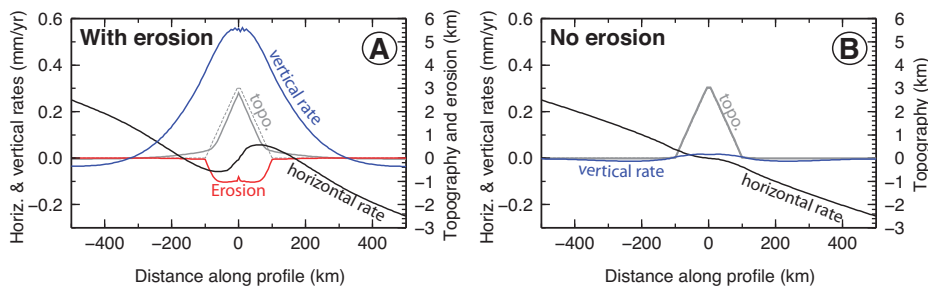 With erosion
A
vertical rate
topo.
Erosion
horizontal rate
Horiz. & vertical rates (mm/yr)
0.6
0.4
0.2
0.0
−0.2
Topography and erosion (km)
6
5
4
3
2
1
0
−1
−2
−3
−400 −200 0 200 400
Distance along profile (km)
No erosion
B
topo.
vertical rate
horizontal rate
Horiz. & vertical rates (mm/yr)
0.6
0.4
0.2
0.0
−0.2
Topography (km)
6
5
4
3
2
1
0
−1
−2
−3
−400 −200 0 200 400
Distance along profile (km)